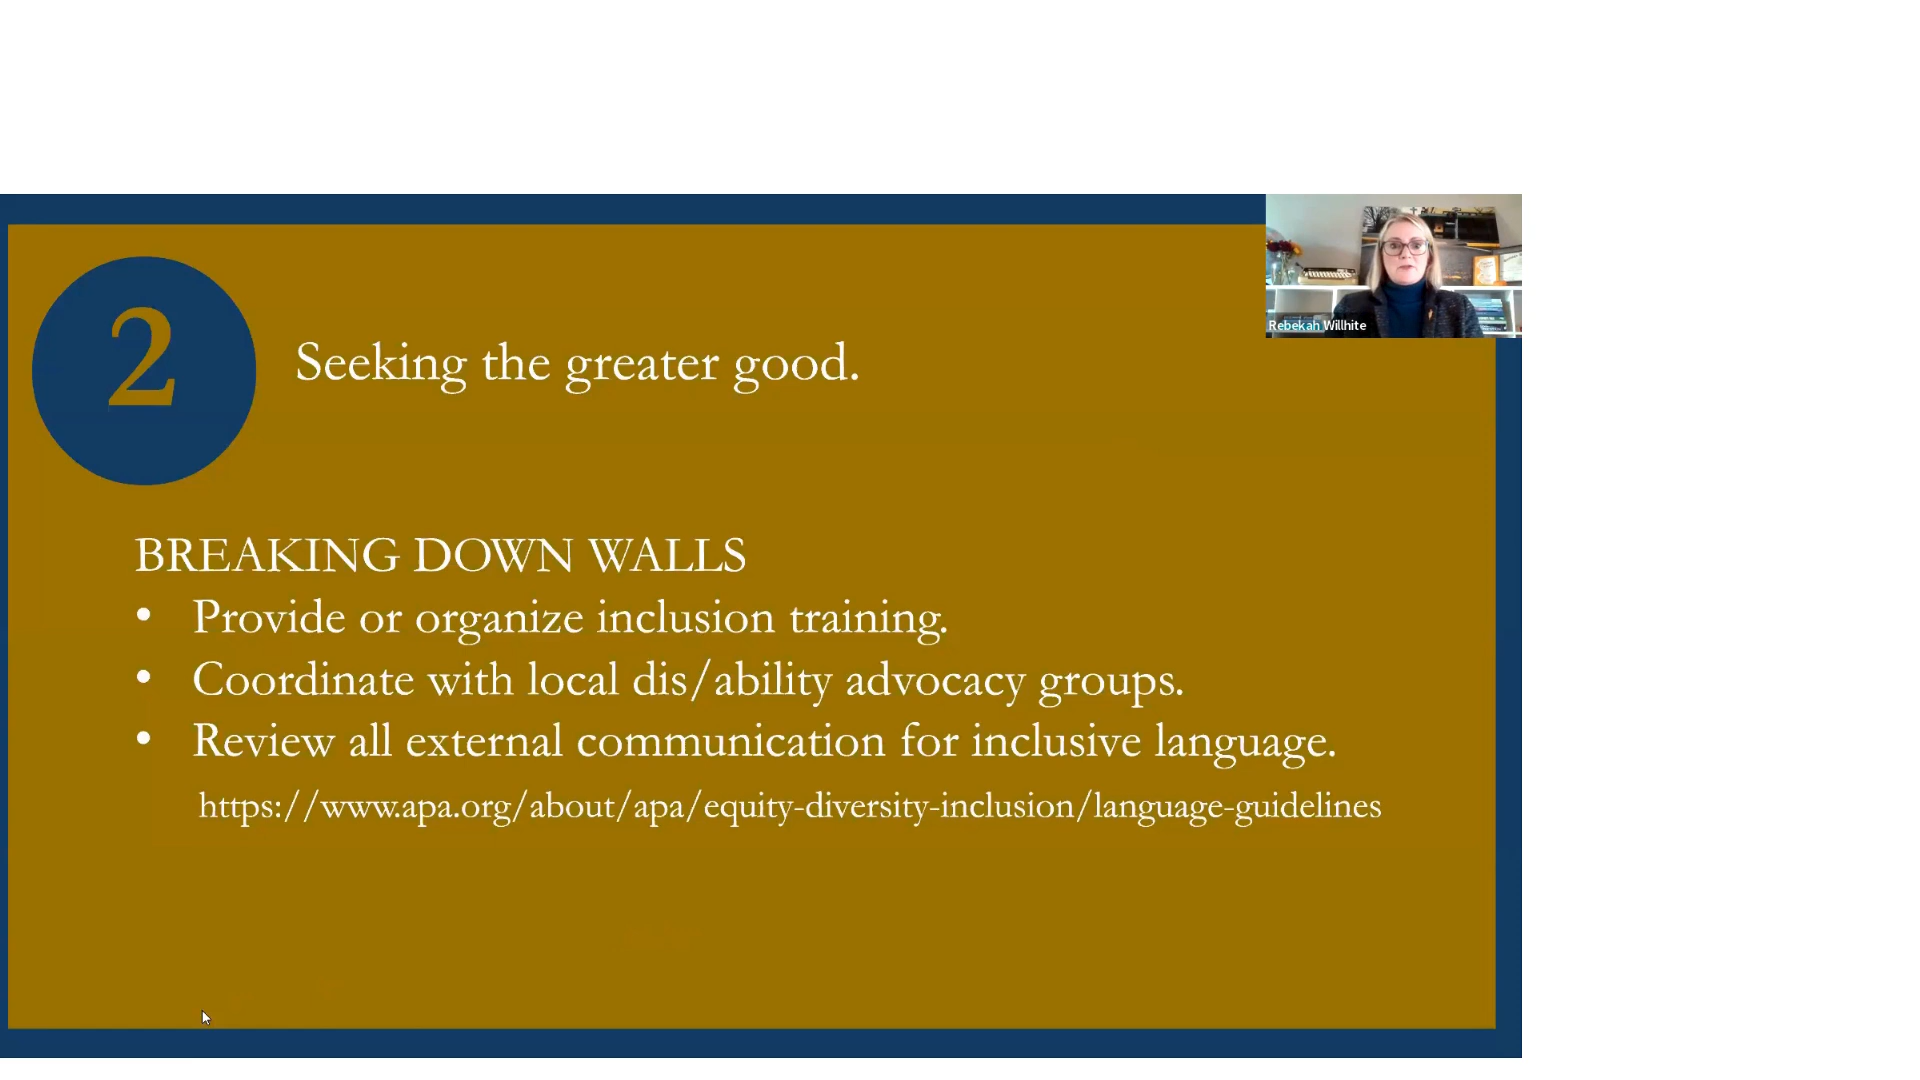 2
Seeking the greater good.
Rebekah Willhite
BREAKING DOWN WALLS
• Provide or organize inclusion training.
• Coordinate with local dis/ability advocacy groups.
• Review all external communication for inclusive language.
https://www.apa.org/about/apa/equity-diversity-inclusion/language-guidelines